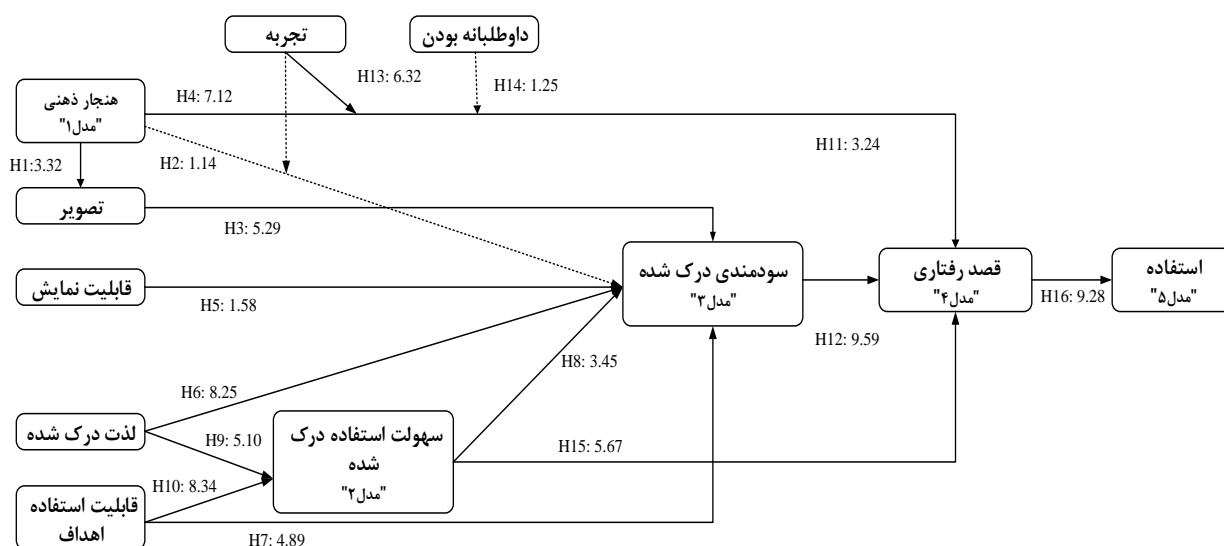 تجربه
داوطلبانه بودن
H13: 6.32
H14: 1.25
هنجار ذهنی
"مدل۱"
H4: 7.12
H11: 3.24
H1:3.32
H2: 1.14
تصویر
H3: 5.29
سودمندی درک شده
"مدل۳"
قصد رفتاری
"مدل۴"
استفاده
"مدل۵"
قابلیت نمایش
H5: 1.58
H16: 9.28
H12: 9.59
H8: 3.45
H6: 8.25
لذت درک شده
H9: 5.10
سهولت استفاده درک
شده
"مدل۲"
H15: 5.67
H10: 8.34
قابلیت استفاده
اهداف
H7: 4.89